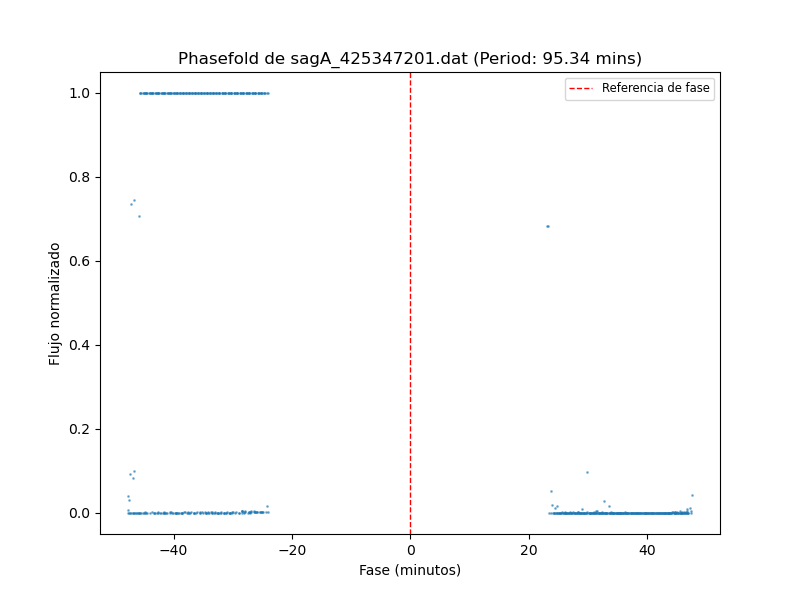 Phasefold de sagA_425347201.dat (Period: 95.34 mins)
Referencia de fase
Flujo normalizado
1.0
0.8
0.6
0.4
0.2
0.0
−40
−20
0
20
40
Fase (minutos)